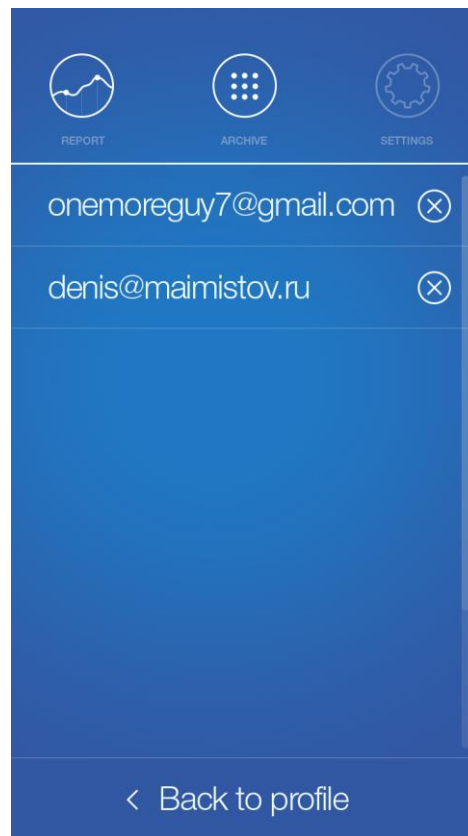 REPORT ARCHIVE SETTINGS
onemoreguy7@gmail.com
denis@maimistov.ru
Back to profile